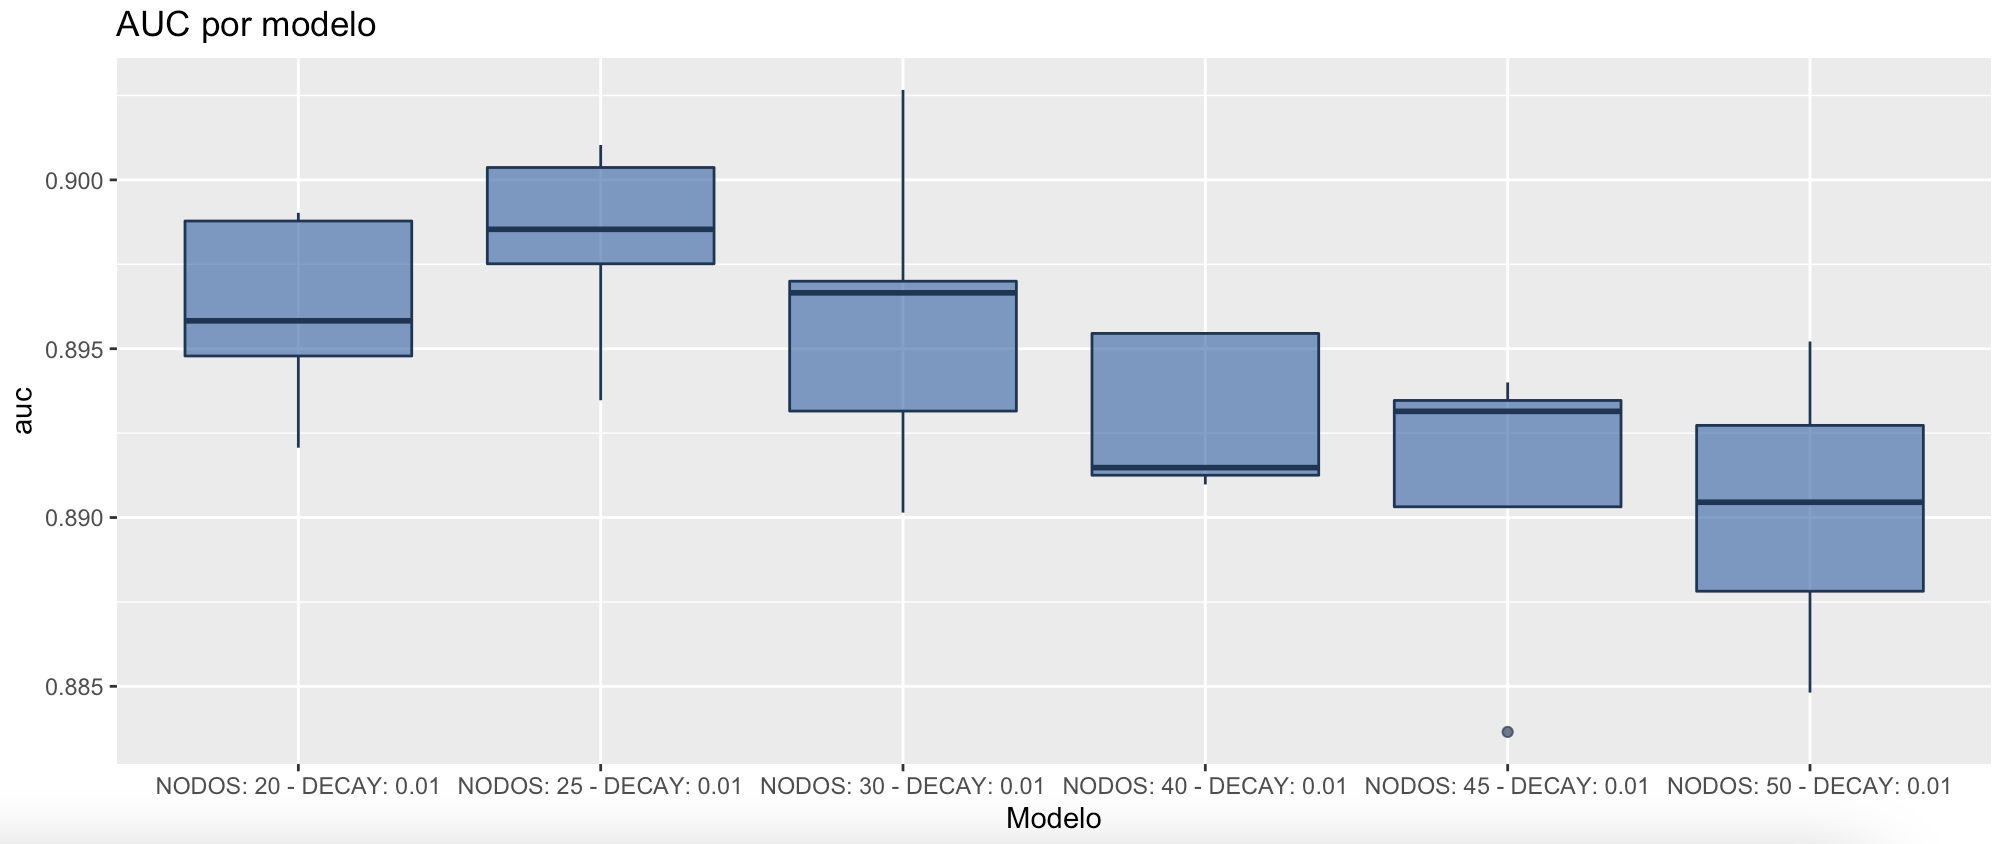 AUC por modelo
auc
0.900
0.895
0.890
0.885
NODOS: 20 - DECAY: 0.01 NODOS: 25 - DECAY: 0.01 NODOS: 30 - DECAY: 0.01 NODOS: 40 - DECAY: 0.01 NODOS: 45 - DECAY: 0.01 NODOS: 50 - DECAY: 0.01
Modelo